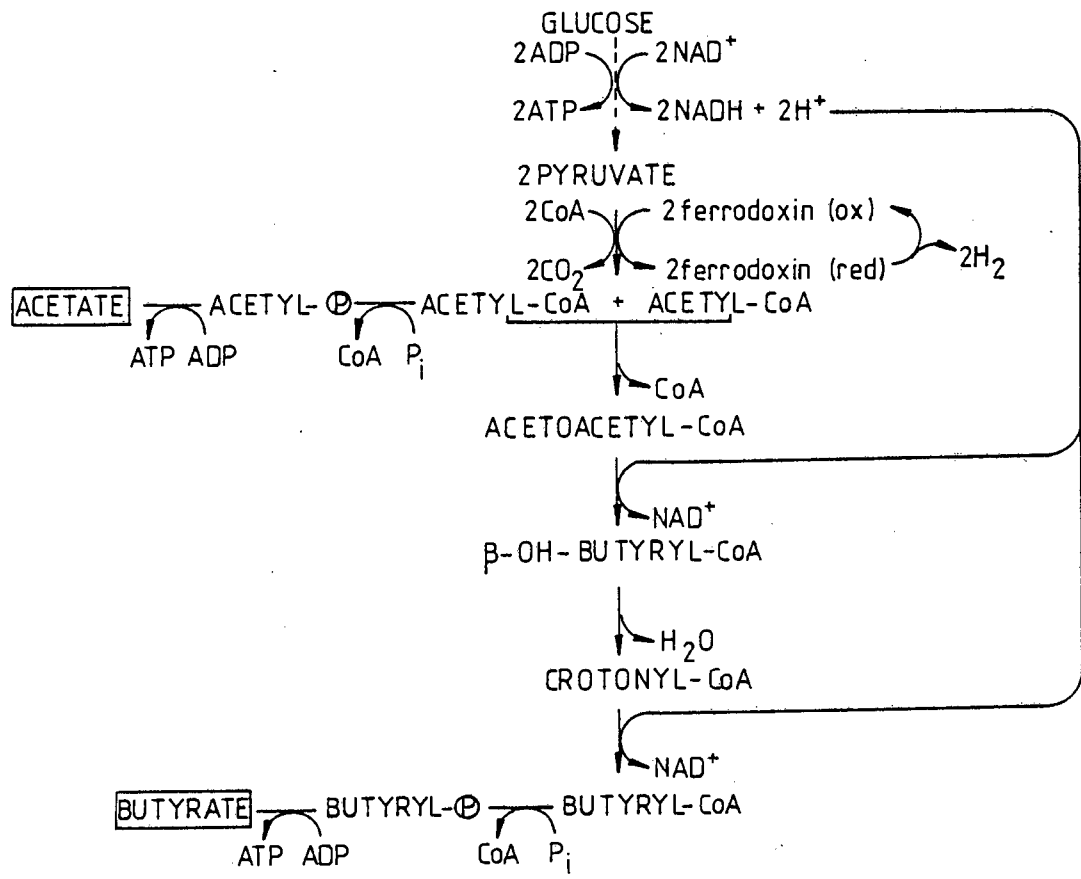 GLUCOSE
2ADP 2NAD⁺
2ATP 2NADH + 2H⁺
2PYRUVATE
2CoA 2ferrodoxin (ox)
2CO₂ 2ferrodoxin (red) 2H₂
ACETATE ACETYL-Ⓟ ACETYL-CoA + ACETYL-CoA
ATP ADP CoA Pᵢ
CoA
ACETOACETYL-CoA
NAD⁺
β-OH-BUTYRYL-CoA
H₂O
CROTONYL-CoA
NAD⁺
BUTYRATE BUTYRYL-Ⓟ BUTYRYL-CoA
ATP ADP CoA Pᵢ